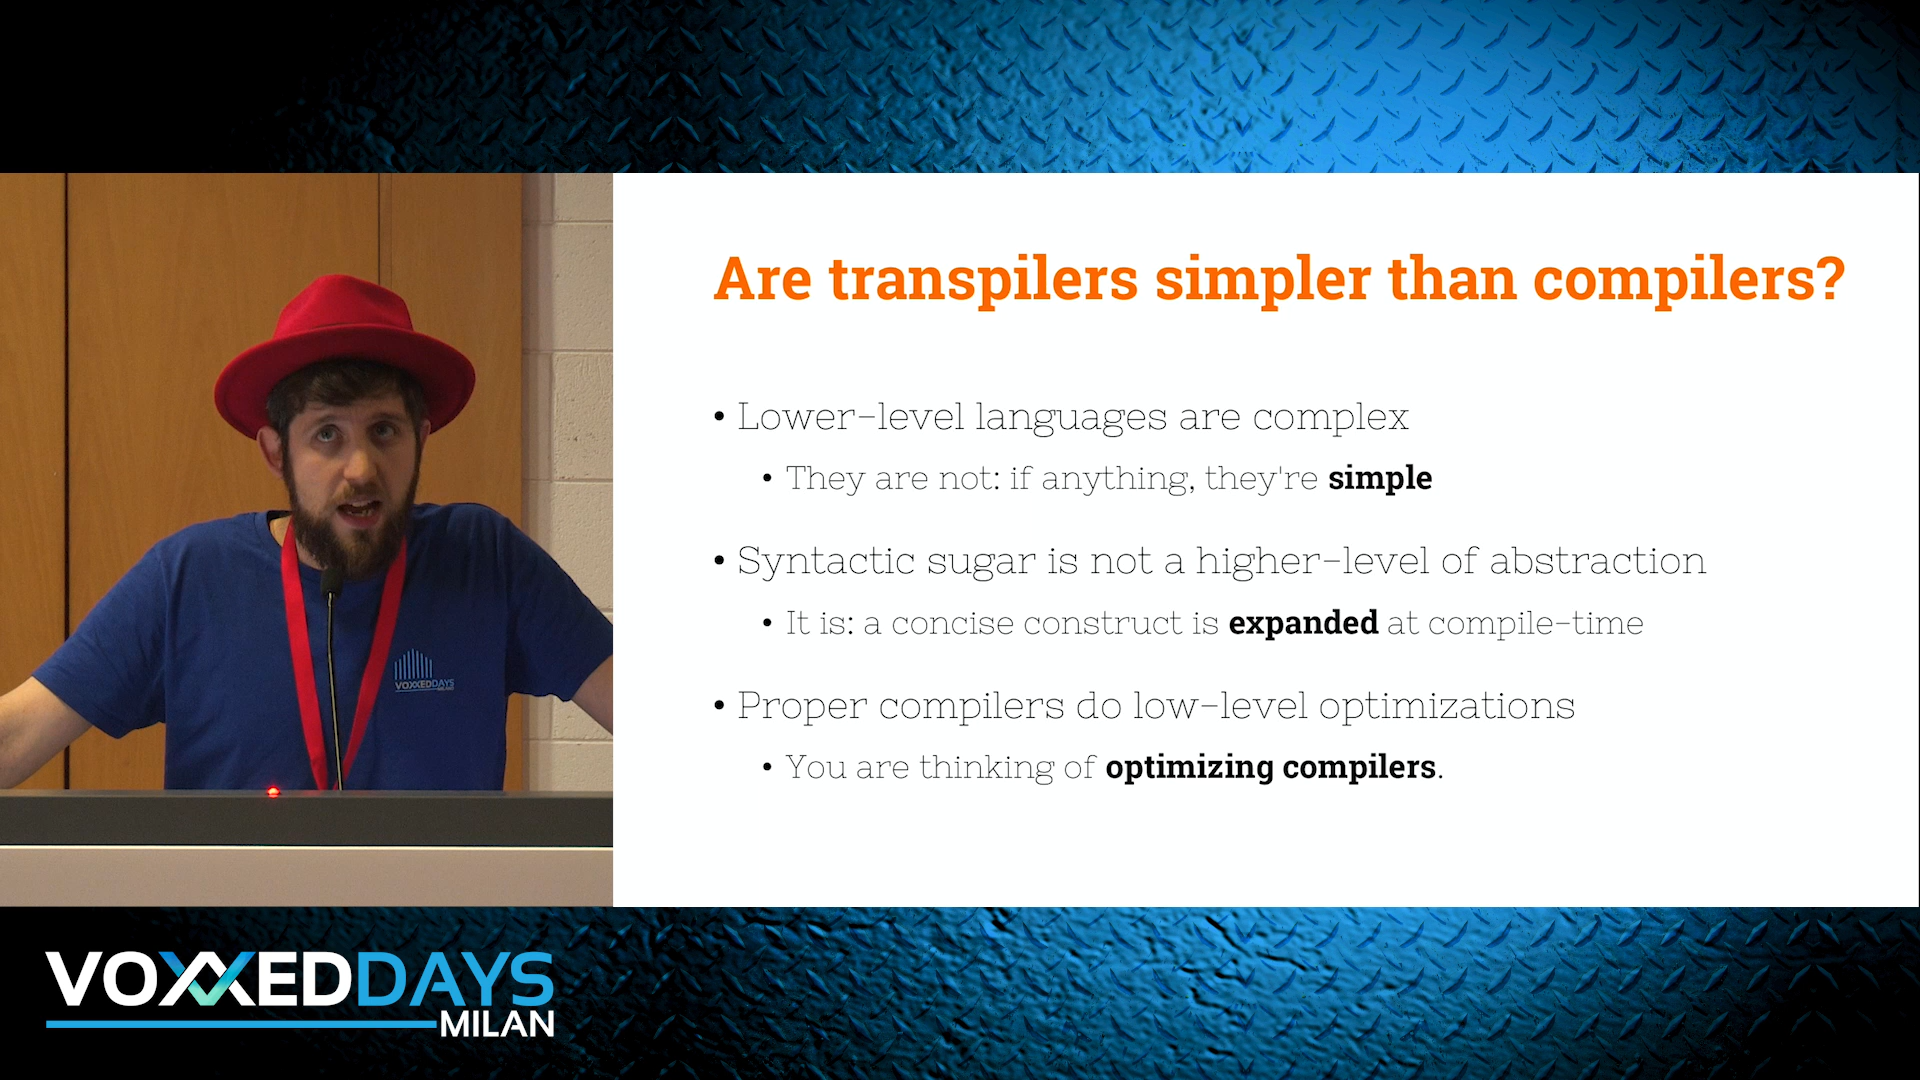 Are transpilers simpler than compilers?
• Lower-level languages are complex
• They are not: if anything, they're simple
• Syntactic sugar is not a higher-level of abstraction
• It is: a concise construct is expanded at compile-time
• Proper compilers do low-level optimizations
• You are thinking of optimizing compilers.
VOXXEDDAYS
MILAN
VOXXEDDAYS
MILAN